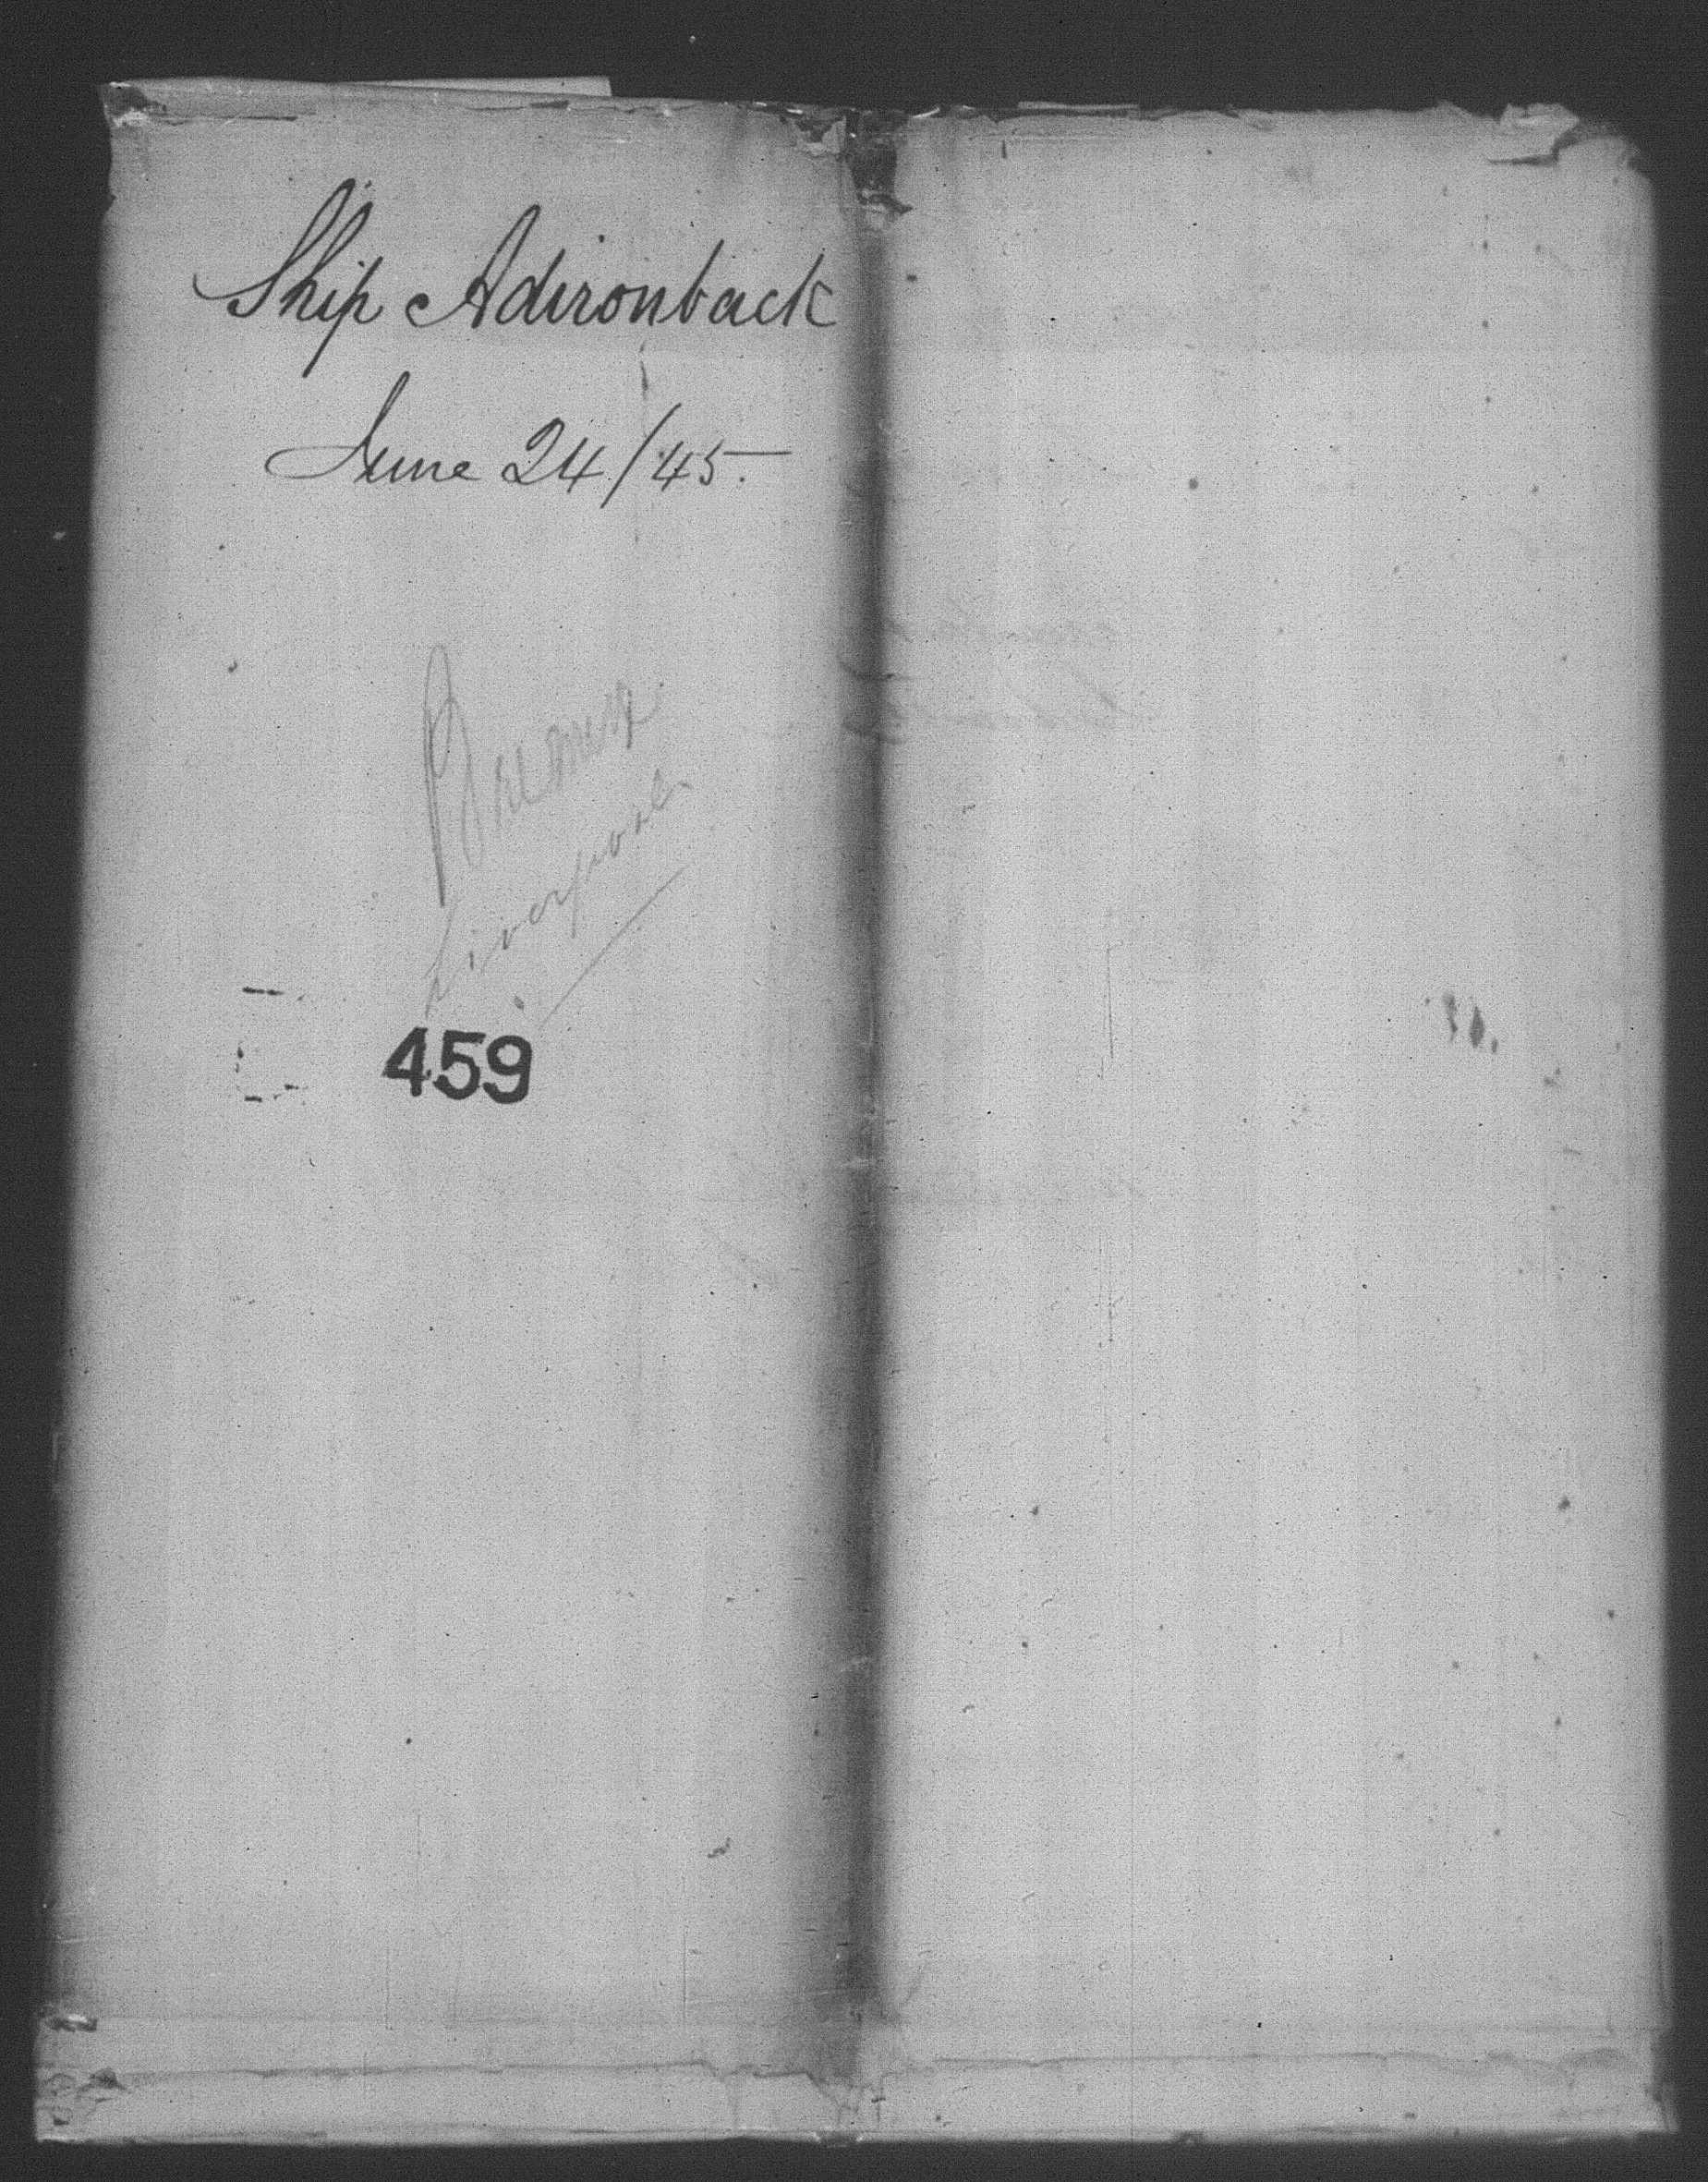 Ship Adironback
June 24/45.
Liverpool
459